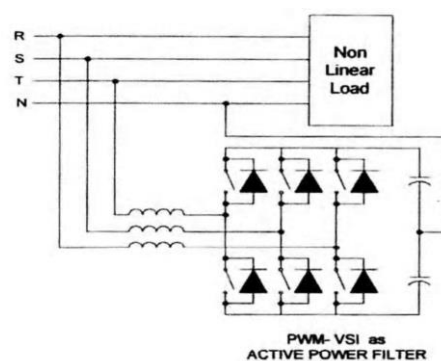 R
S
T
N
Non
Linear
Load
PWM- VSI as
ACTIVE POWER FILTER